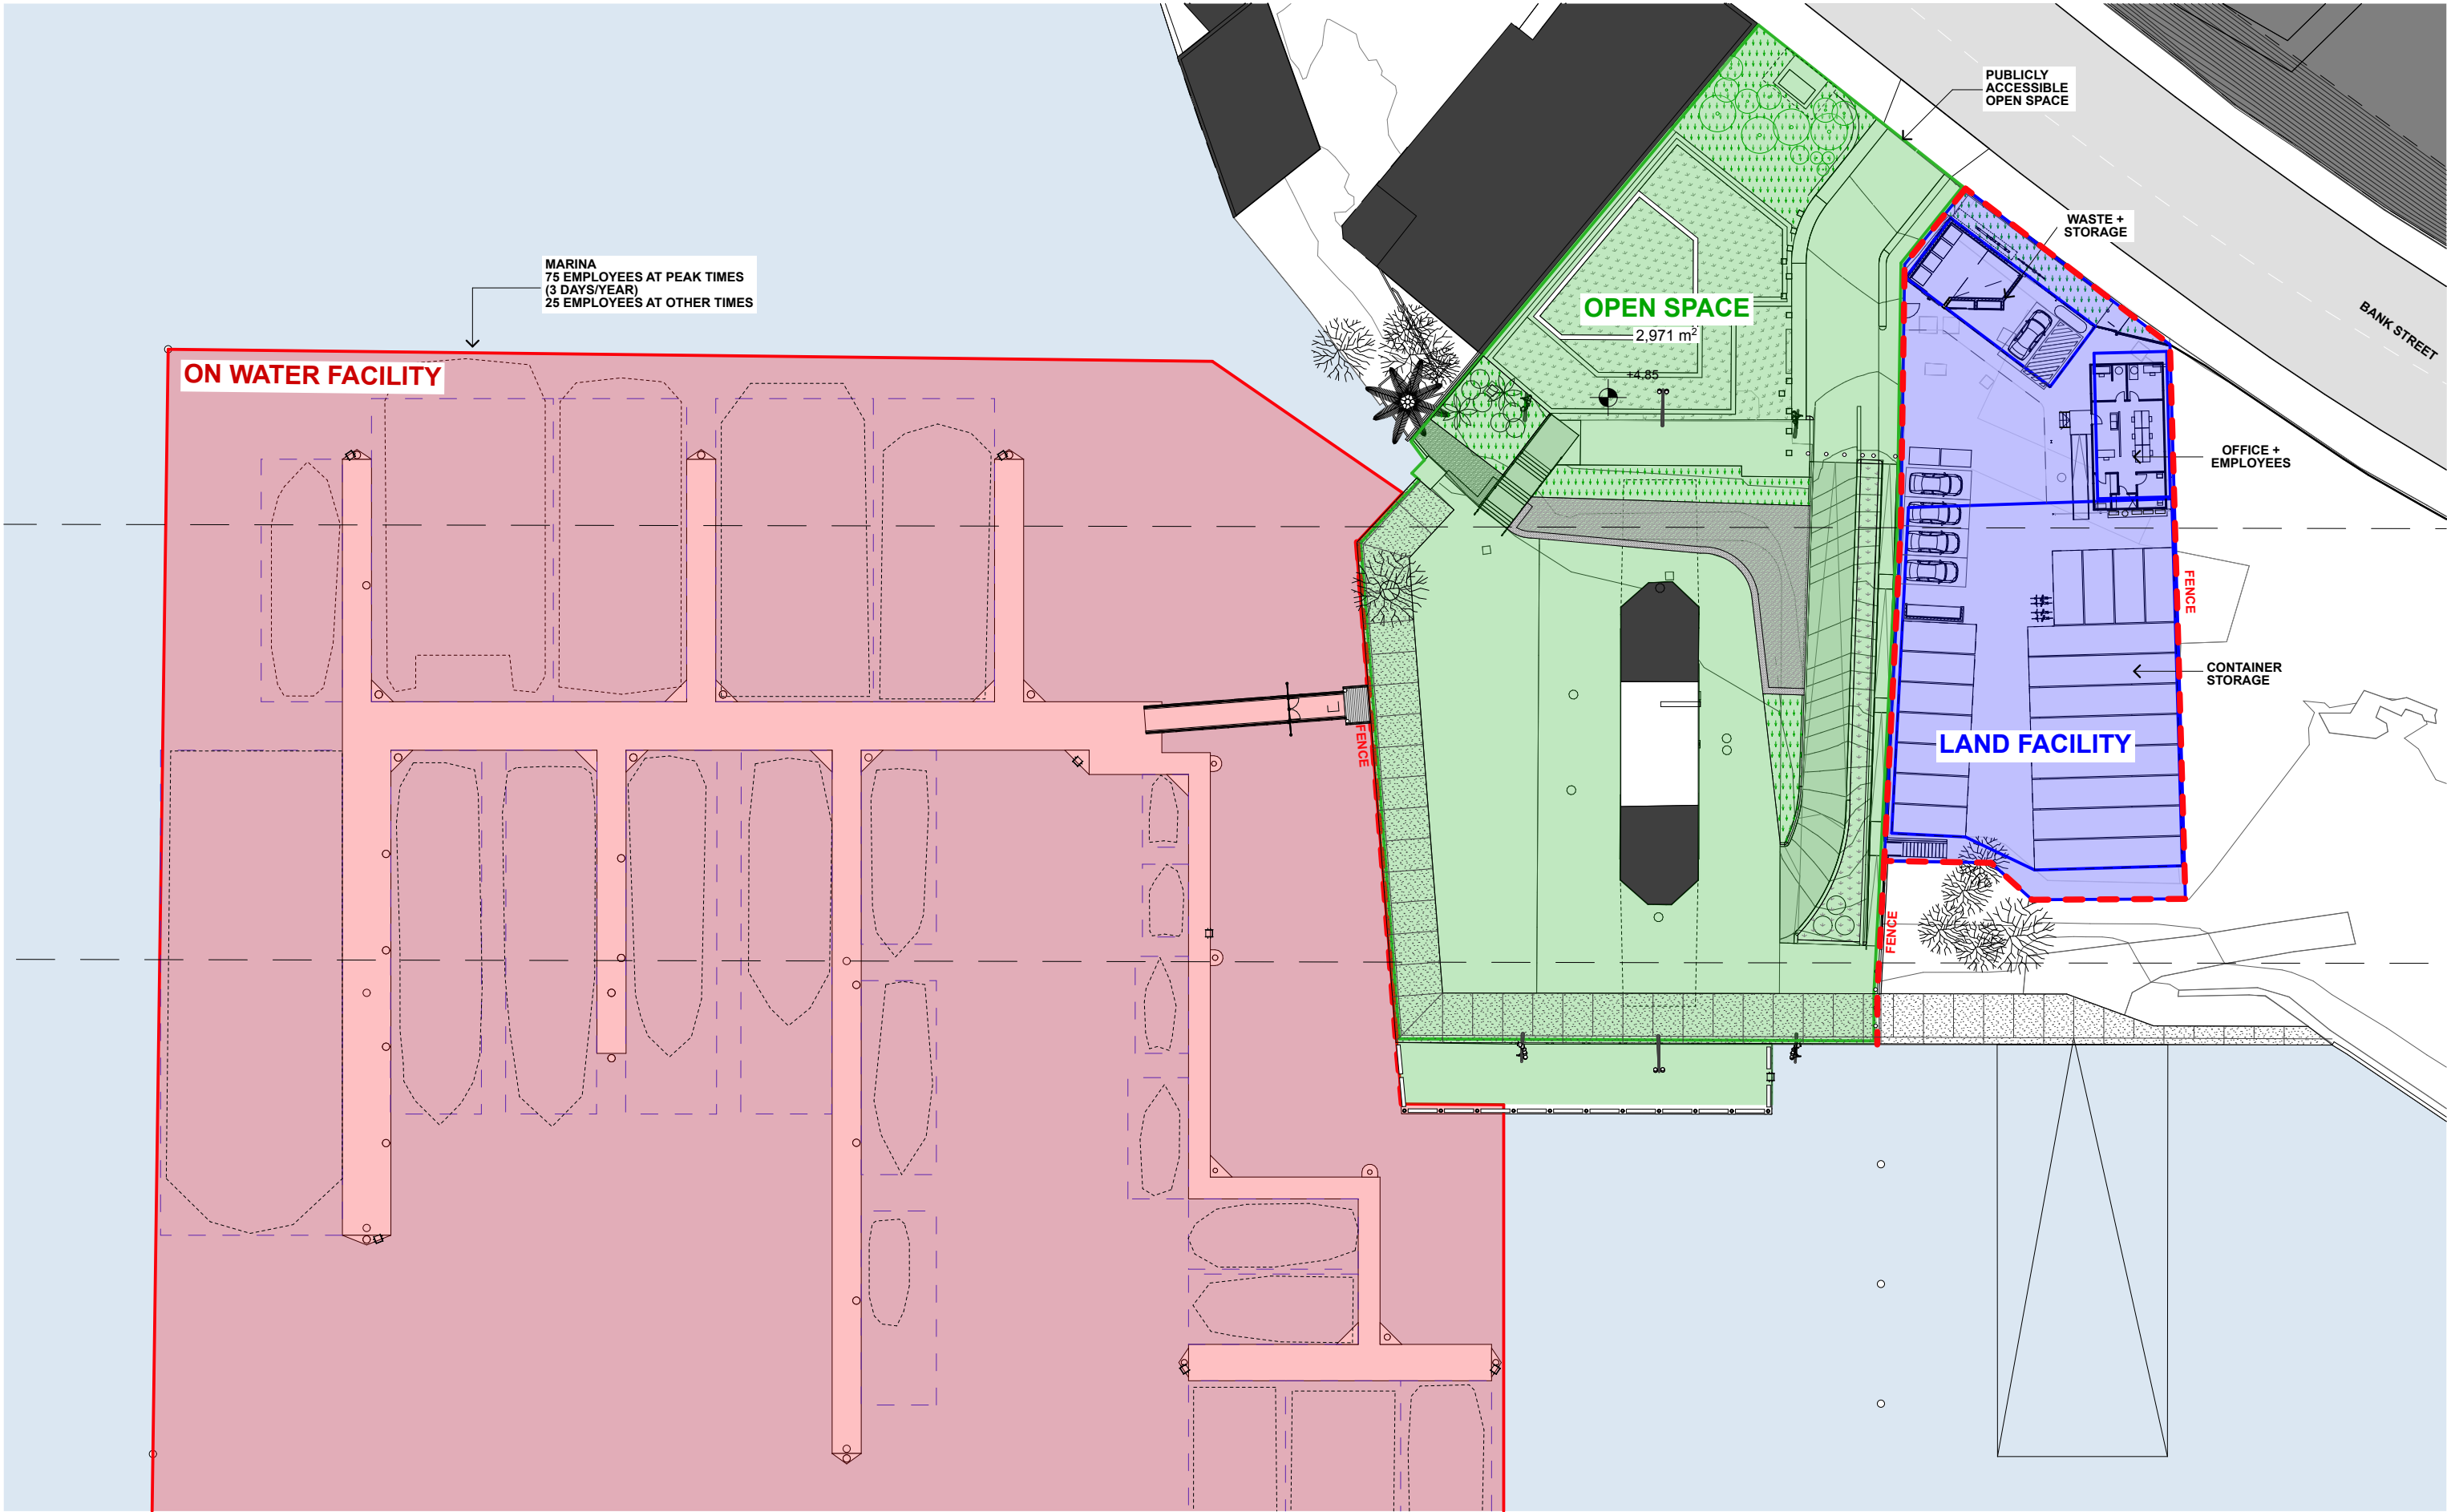 PUBLICLY
ACCESSIBLE
OPEN SPACE
WASTE +
STORAGE
MARINA
75 EMPLOYEES AT PEAK TIMES
(3 DAYS/YEAR)
25 EMPLOYEES AT OTHER TIMES
OPEN SPACE
2,971 m²
BANK STREET
ON WATER FACILITY
+4.85
OFFICE +
EMPLOYEES
FENCE
CONTAINER
STORAGE
FENCE
LAND FACILITY
FENCE